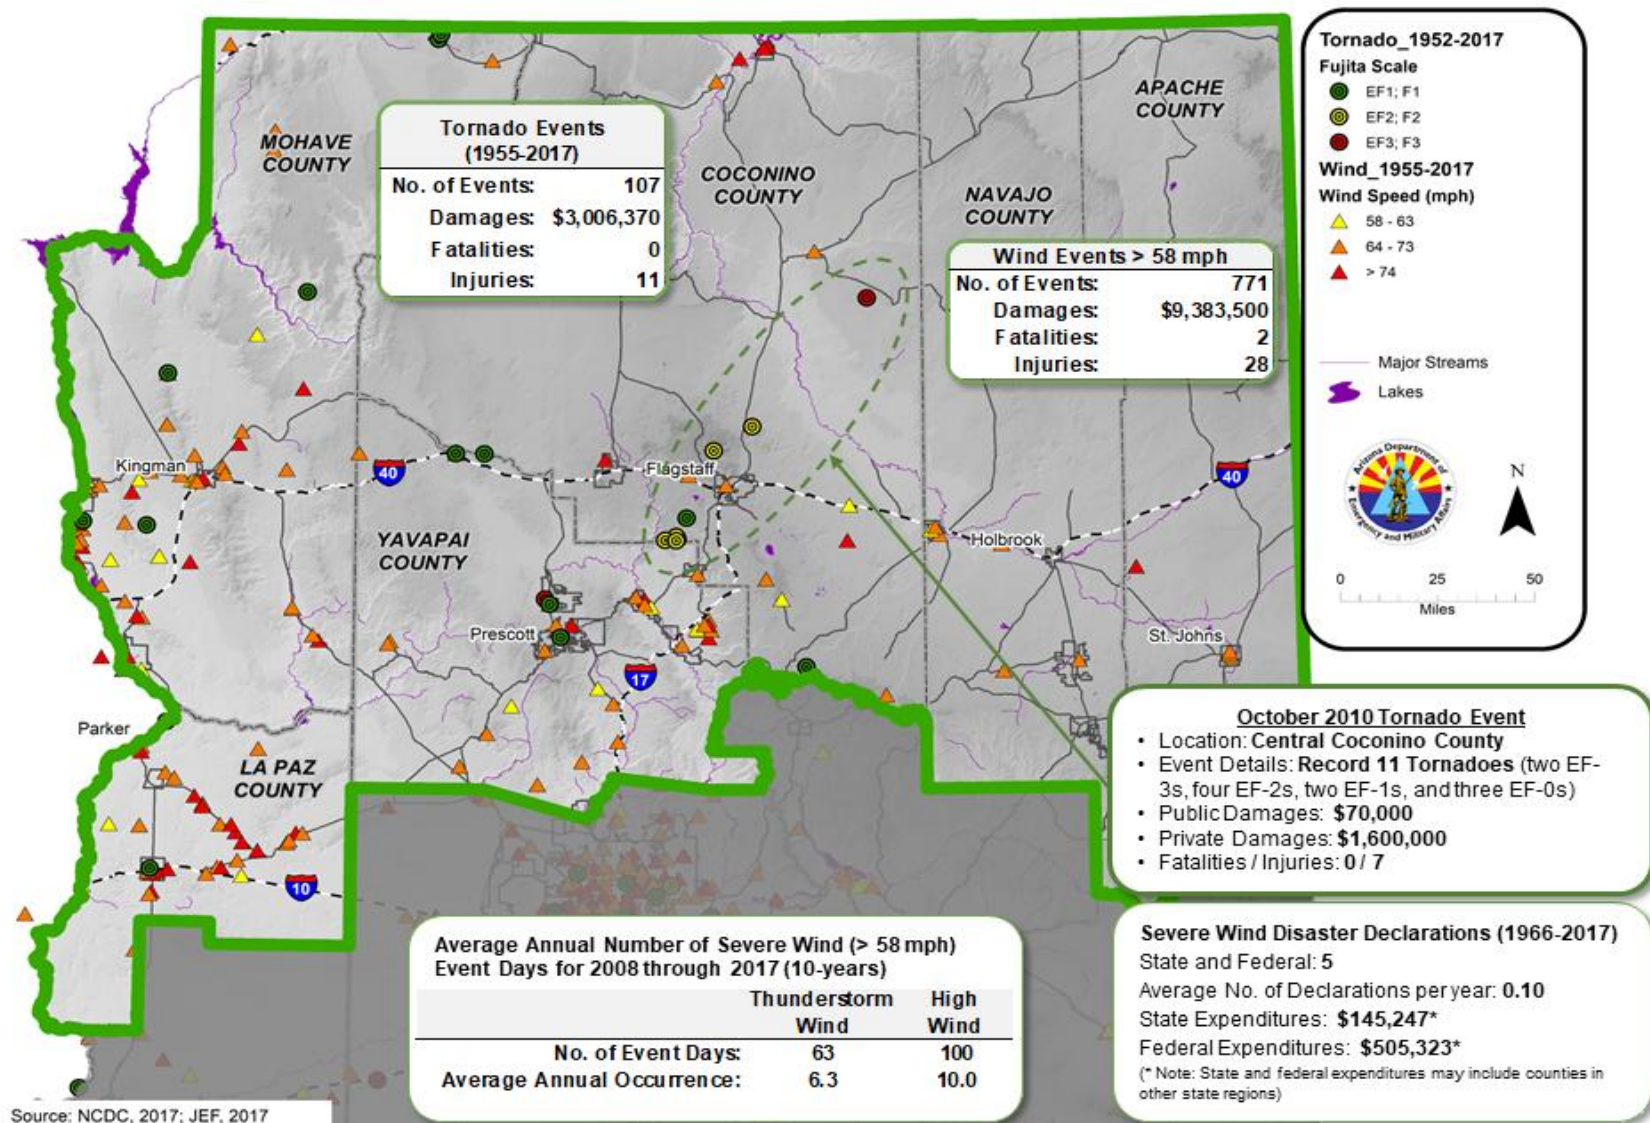 Tornado_1952-2017
Fujita Scale
EF1; F1
EF2; F2
EF3; F3
Wind_1955-2017
Wind Speed (mph)
58 - 63
64 - 73
> 74
Major Streams
Lakes
Arizona Department of
Emergency and Military Affairs
N
0 25 50
Miles
MOHAVE
COUNTY
COCONINO
COUNTY
NAVAJO
COUNTY
APACHE
COUNTY
YAVAPAI
COUNTY
LA PAZ
COUNTY
Tornado Events
(1955-2017)
No. of Events: 107
Damages: $3,006,370
Fatalities: 0
Injuries: 11
Wind Events > 58 mph
No. of Events: 771
Damages: $9,383,500
Fatalities: 2
Injuries: 28
Kingman
40
Flagstaff
40
Holbrook
Prescott
17
St. Johns
Parker
10
October 2010 Tornado Event
• Location: Central Coconino County
• Event Details: Record 11 Tornadoes (two EF-
3s, four EF-2s, two EF-1s, and three EF-0s)
• Public Damages: $70,000
• Private Damages: $1,600,000
• Fatalities / Injuries: 0 / 7
Average Annual Number of Severe Wind (> 58 mph)
Event Days for 2008 through 2017 (10-years)
Thunderstorm High
Wind Wind
No. of Event Days: 63 100
Average Annual Occurrence: 6.3 10.0
Severe Wind Disaster Declarations (1966-2017)
State and Federal: 5
Average No. of Declarations per year: 0.10
State Expenditures: $145,247*
Federal Expenditures: $505,323*
(* Note: State and federal expenditures may include counties in
other state regions)
Source: NCDC, 2017; JEF, 2017